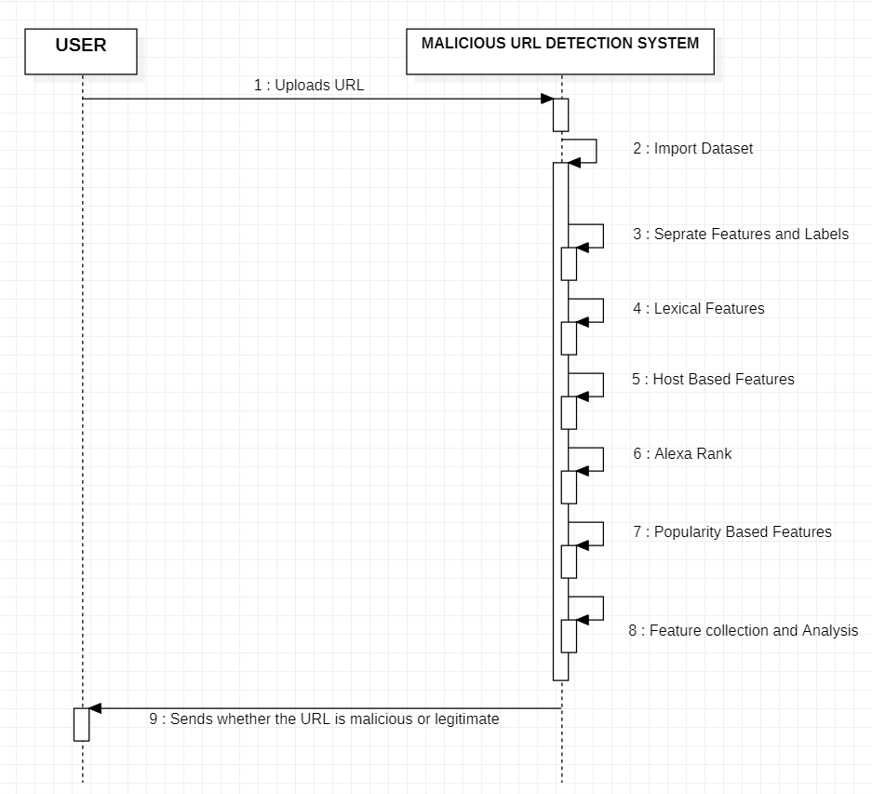 USER
MALICIOUS URL DETECTION SYSTEM
1 : Uploads URL
2 : Import Dataset
3 : Seprate Features and Labels
4 : Lexical Features
5 : Host Based Features
6 : Alexa Rank
7 : Popularity Based Features
8 : Feature collection and Analysis
9 : Sends whether the URL is malicious or legitimate